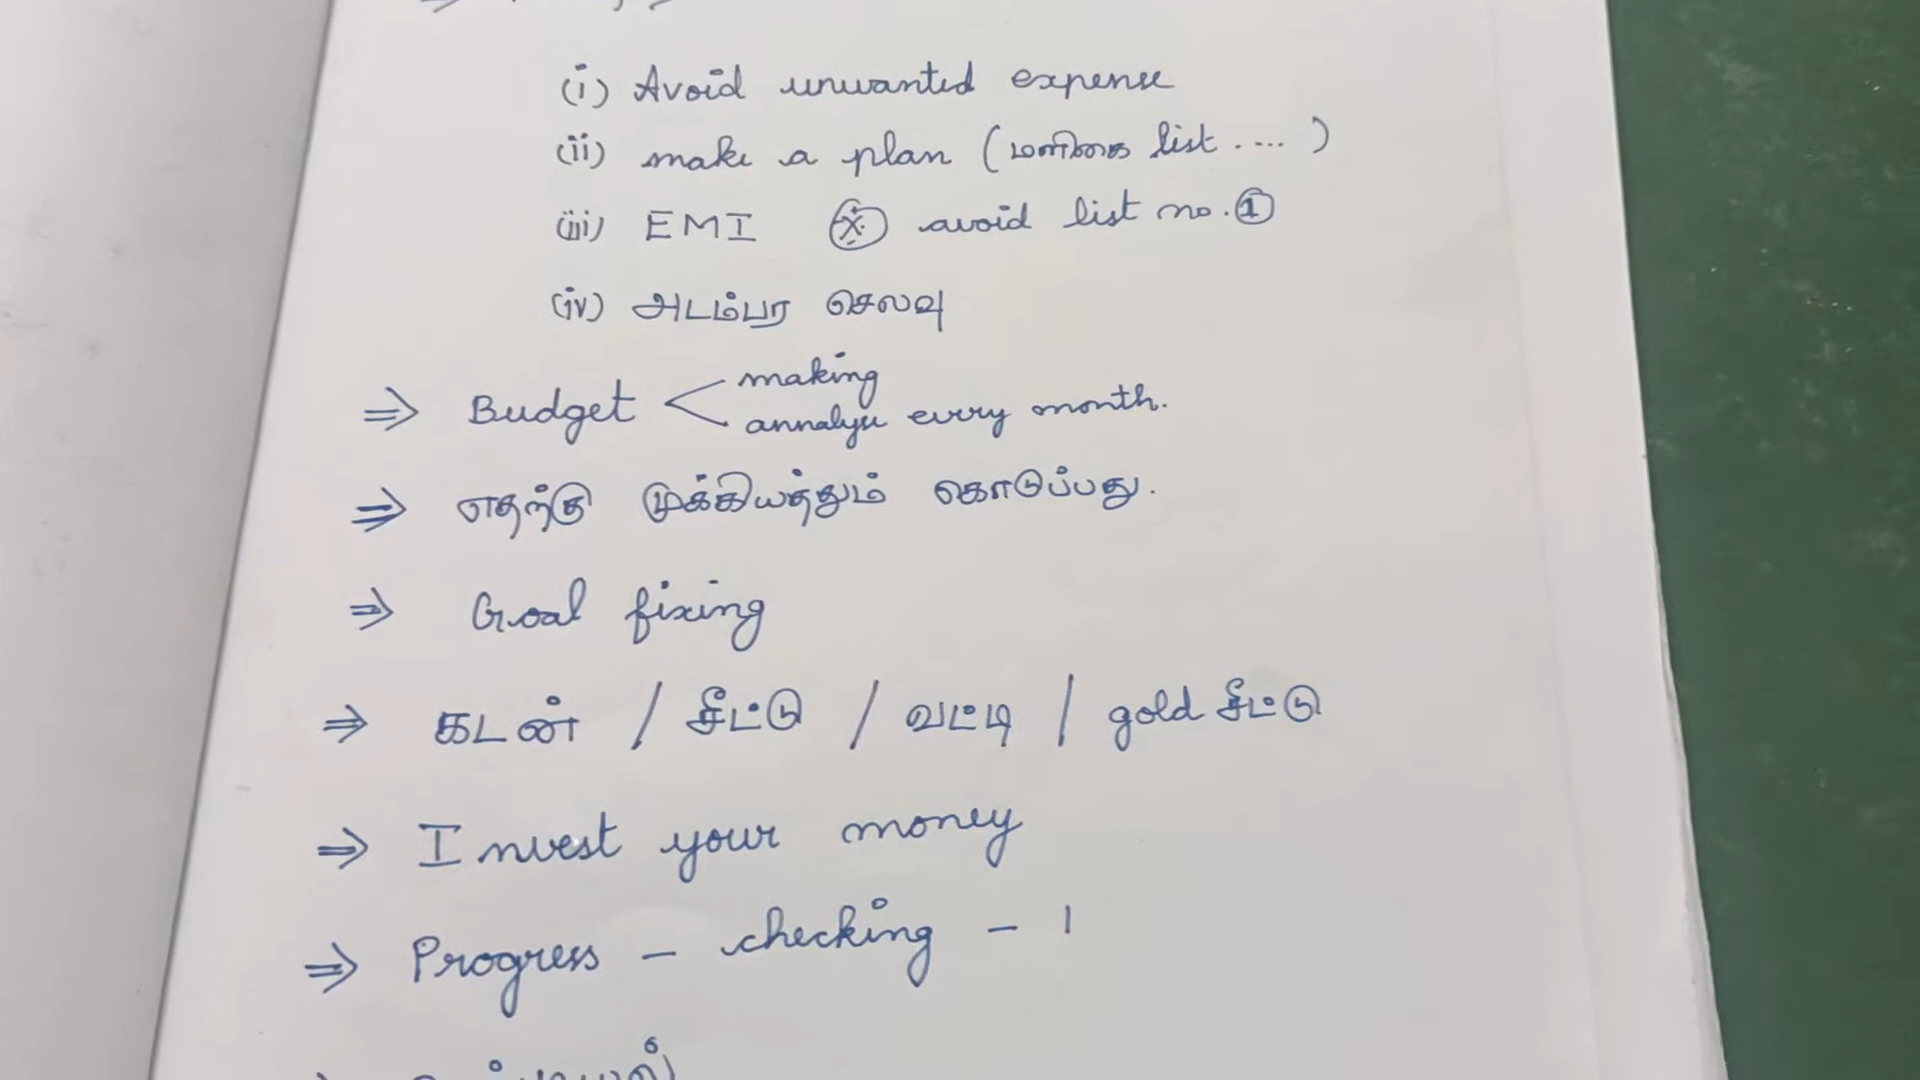 (i) Avoid unwanted expense
(ii) make a plan (மளிகை list .... )
(iii) EMI ⓧ avoid list no. ①
(iv) அடம்பர செலவு
⇒ Budget < making
annalyse every month.
⇒ எதற்கு முக்கியத்தும் கொடுப்பது.
⇒ Goal fixing
⇒ கடன் / சீட்டு / வட்டி / gold சீட்டு
⇒ Invest your money
⇒ Progress – checking – 1